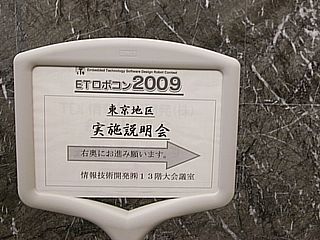 Embedded Technology Software Design Robot Contest
ETロボコン2009
東京地区
実施説明会
右奥にお進み願います。
情報技術開発㈱13階大会議室